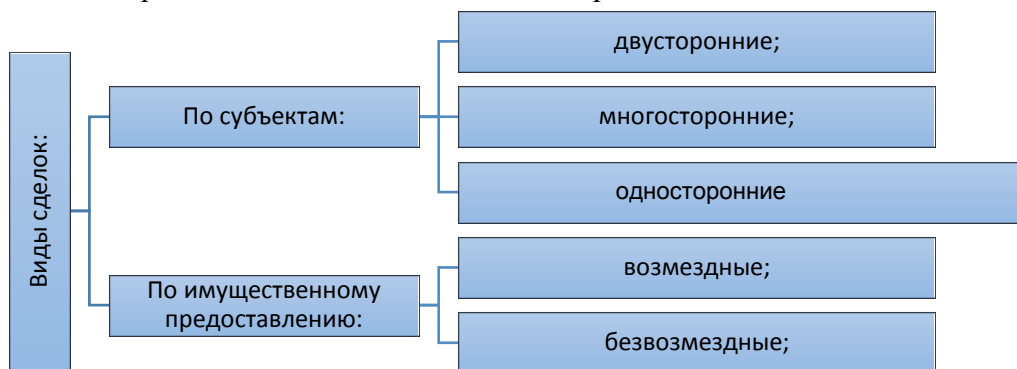 двусторонние;
По субъектам:
многосторонние;
односторонние
Виды сделок:
возмездные;
По имущественному
предоставлению:
безвозмездные;